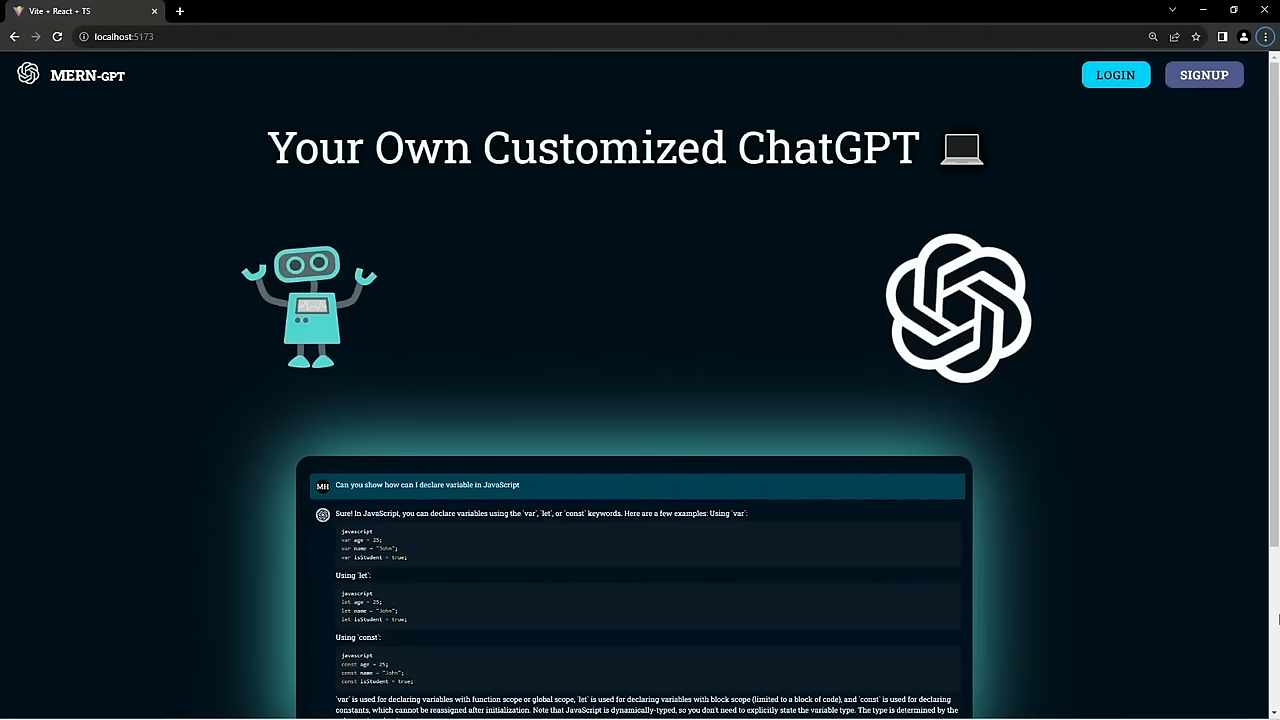 Vite + React + TS
localhost:5173
MERN-GPT
LOGIN
SIGNUP
Your Own Customized ChatGPT
MH
Can you show how can I declare variable in JavaScript
Sure! In JavaScript, you can declare variables using the `var`, `let`, or `const` keywords. Here are a few examples: Using `var`:
javascript
var age = 25;
var name = "John";
var isStudent = true;
Using `let`:
javascript
let age = 25;
let name = "John";
let isStudent = true;
Using `const`:
javascript
const age = 25;
const name = "John";
const isStudent = true;
`var` is used for declaring variables with function scope or global scope, `let` is used for declaring variables with block scope (limited to a block of code), and `const` is used for declaring
constants, which cannot be reassigned after initialization. Note that JavaScript is dynamically-typed, so you don't need to explicitly state the variable type. The type is determined by the